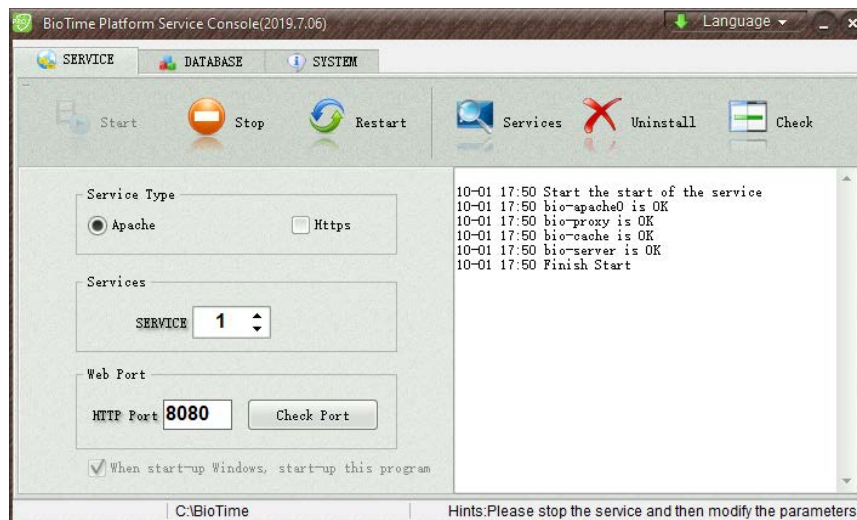 BioTime Platform Service Console(2019.7.06)
Language
SERVICE
DATABASE
SYSTEM
Start
Stop
Restart
Services
Uninstall
Check
Service Type
Apache
Https
Services
SERVICE 1
Web Port
HTTP Port 8080 Check Port
When start-up Windows, start-up this program
10-01 17:50 Start the start of the service
10-01 17:50 bio-apache0 is OK
10-01 17:50 bio-proxy is OK
10-01 17:50 bio-cache is OK
10-01 17:50 bio-server is OK
10-01 17:50 Finish Start
C:\BioTime
Hints:Please stop the service and then modify the parameters